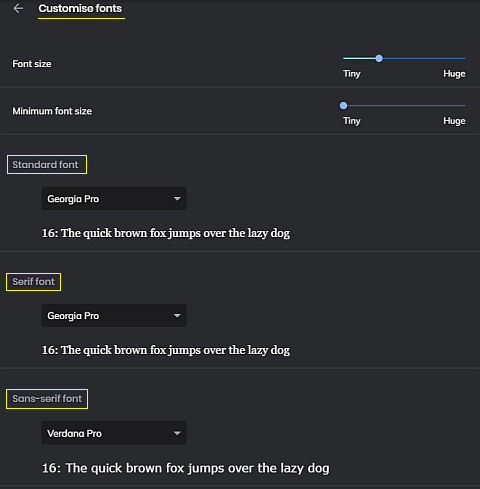 Customise fonts
Font size
Tiny Huge
Minimum font size
Tiny Huge
Standard font
Georgia Pro
16: The quick brown fox jumps over the lazy dog
Serif font
Georgia Pro
16: The quick brown fox jumps over the lazy dog
Sans-serif font
Verdana Pro
16: The quick brown fox jumps over the lazy dog